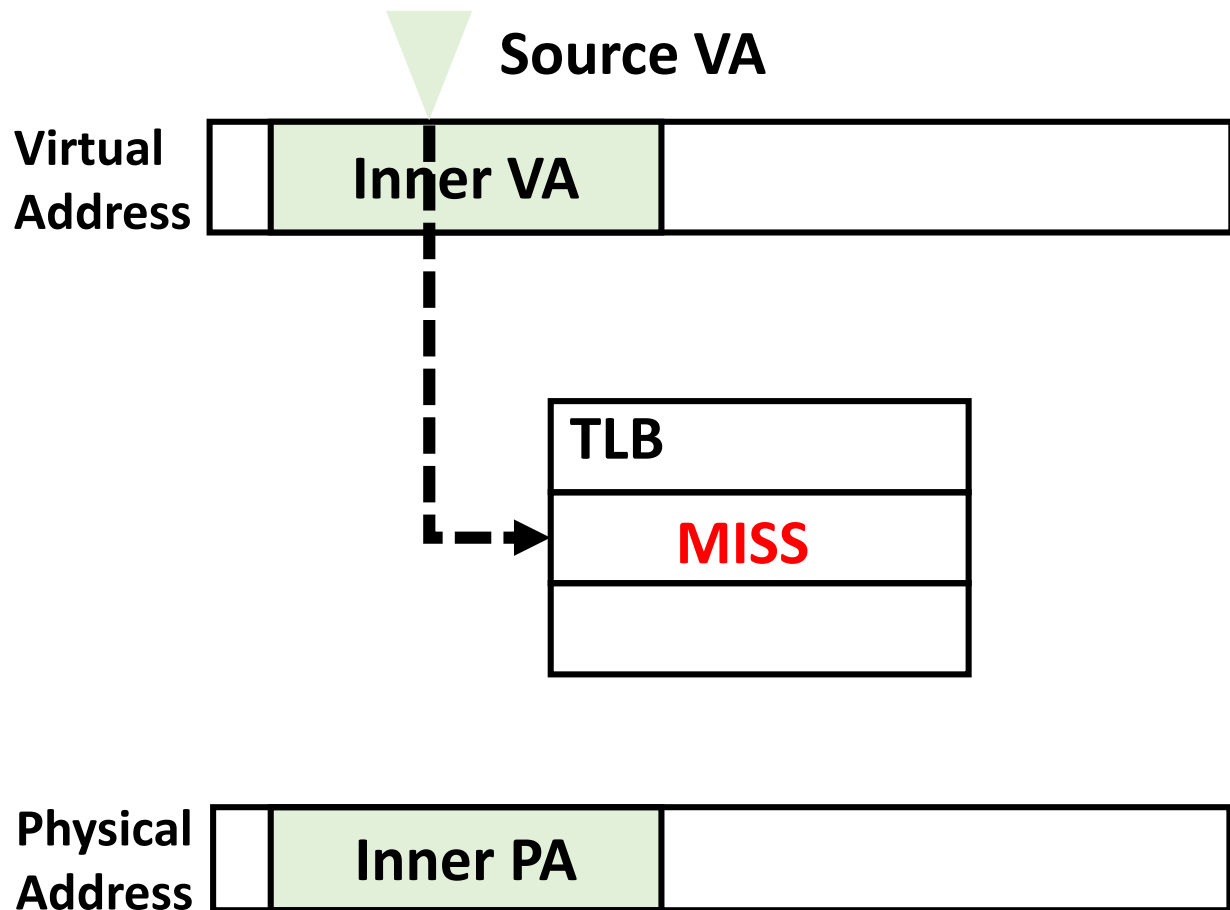 Source VA
Virtual
Address
Inner VA
TLB
MISS
Physical
Address
Inner PA